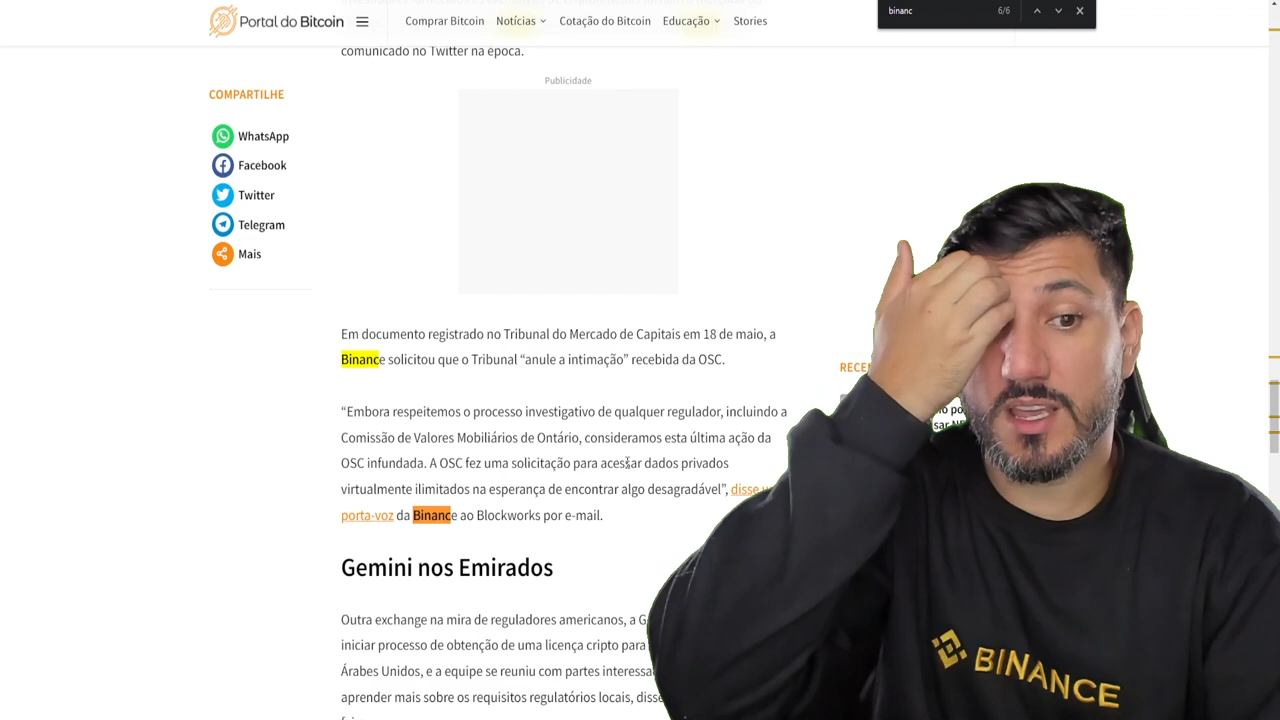 Portal do Bitcoin
Comprar Bitcoin Notícias Cotação do Bitcoin Educação Stories
binanc 6/6
comunicado no Twitter na época.
Publicidade
COMPARTILHE
WhatsApp
Facebook
Twitter
Telegram
Mais
Em documento registrado no Tribunal do Mercado de Capitais em 18 de maio, a
Binance solicitou que o Tribunal “anule a intimação” recebida da OSC.
“Embora respeitemos o processo investigativo de qualquer regulador, incluindo a
Comissão de Valores Mobiliários de Ontário, consideramos esta última ação da
OSC infundada. A OSC fez uma solicitação para acessar dados privados
virtualmente ilimitados na esperança de encontrar algo desagradável”, disse
porta-voz da Binance ao Blockworks por e-mail.
Gemini nos Emirados
Outra exchange na mira de reguladores americanos, a
iniciar processo de obtenção de uma licença cripto para
Árabes Unidos, e a equipe se reuniu com partes
aprender mais sobre os requisitos regulatórios locais,
BINANCE